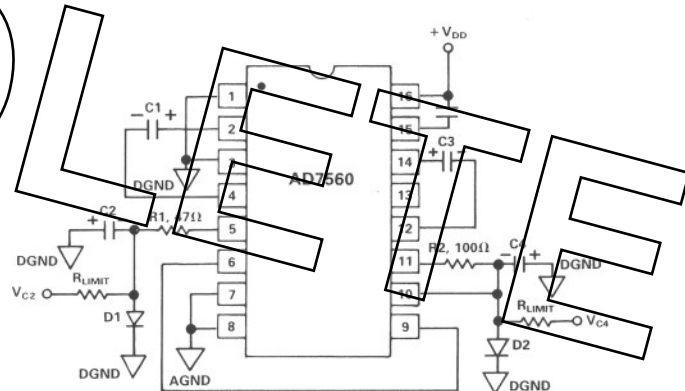 + VDD
1
16
− C1 +
2
15
3
14
+ C3 −
DGND
AD7560
4
13
+ C2 −
R1, 47Ω
5
12
DGND
6
11
R2, 100Ω
− C4 +
DGND
VC2
RLIMIT
7
10
RLIMIT
VC4
D1
8
9
D2
DGND
AGND
DGND
LETE